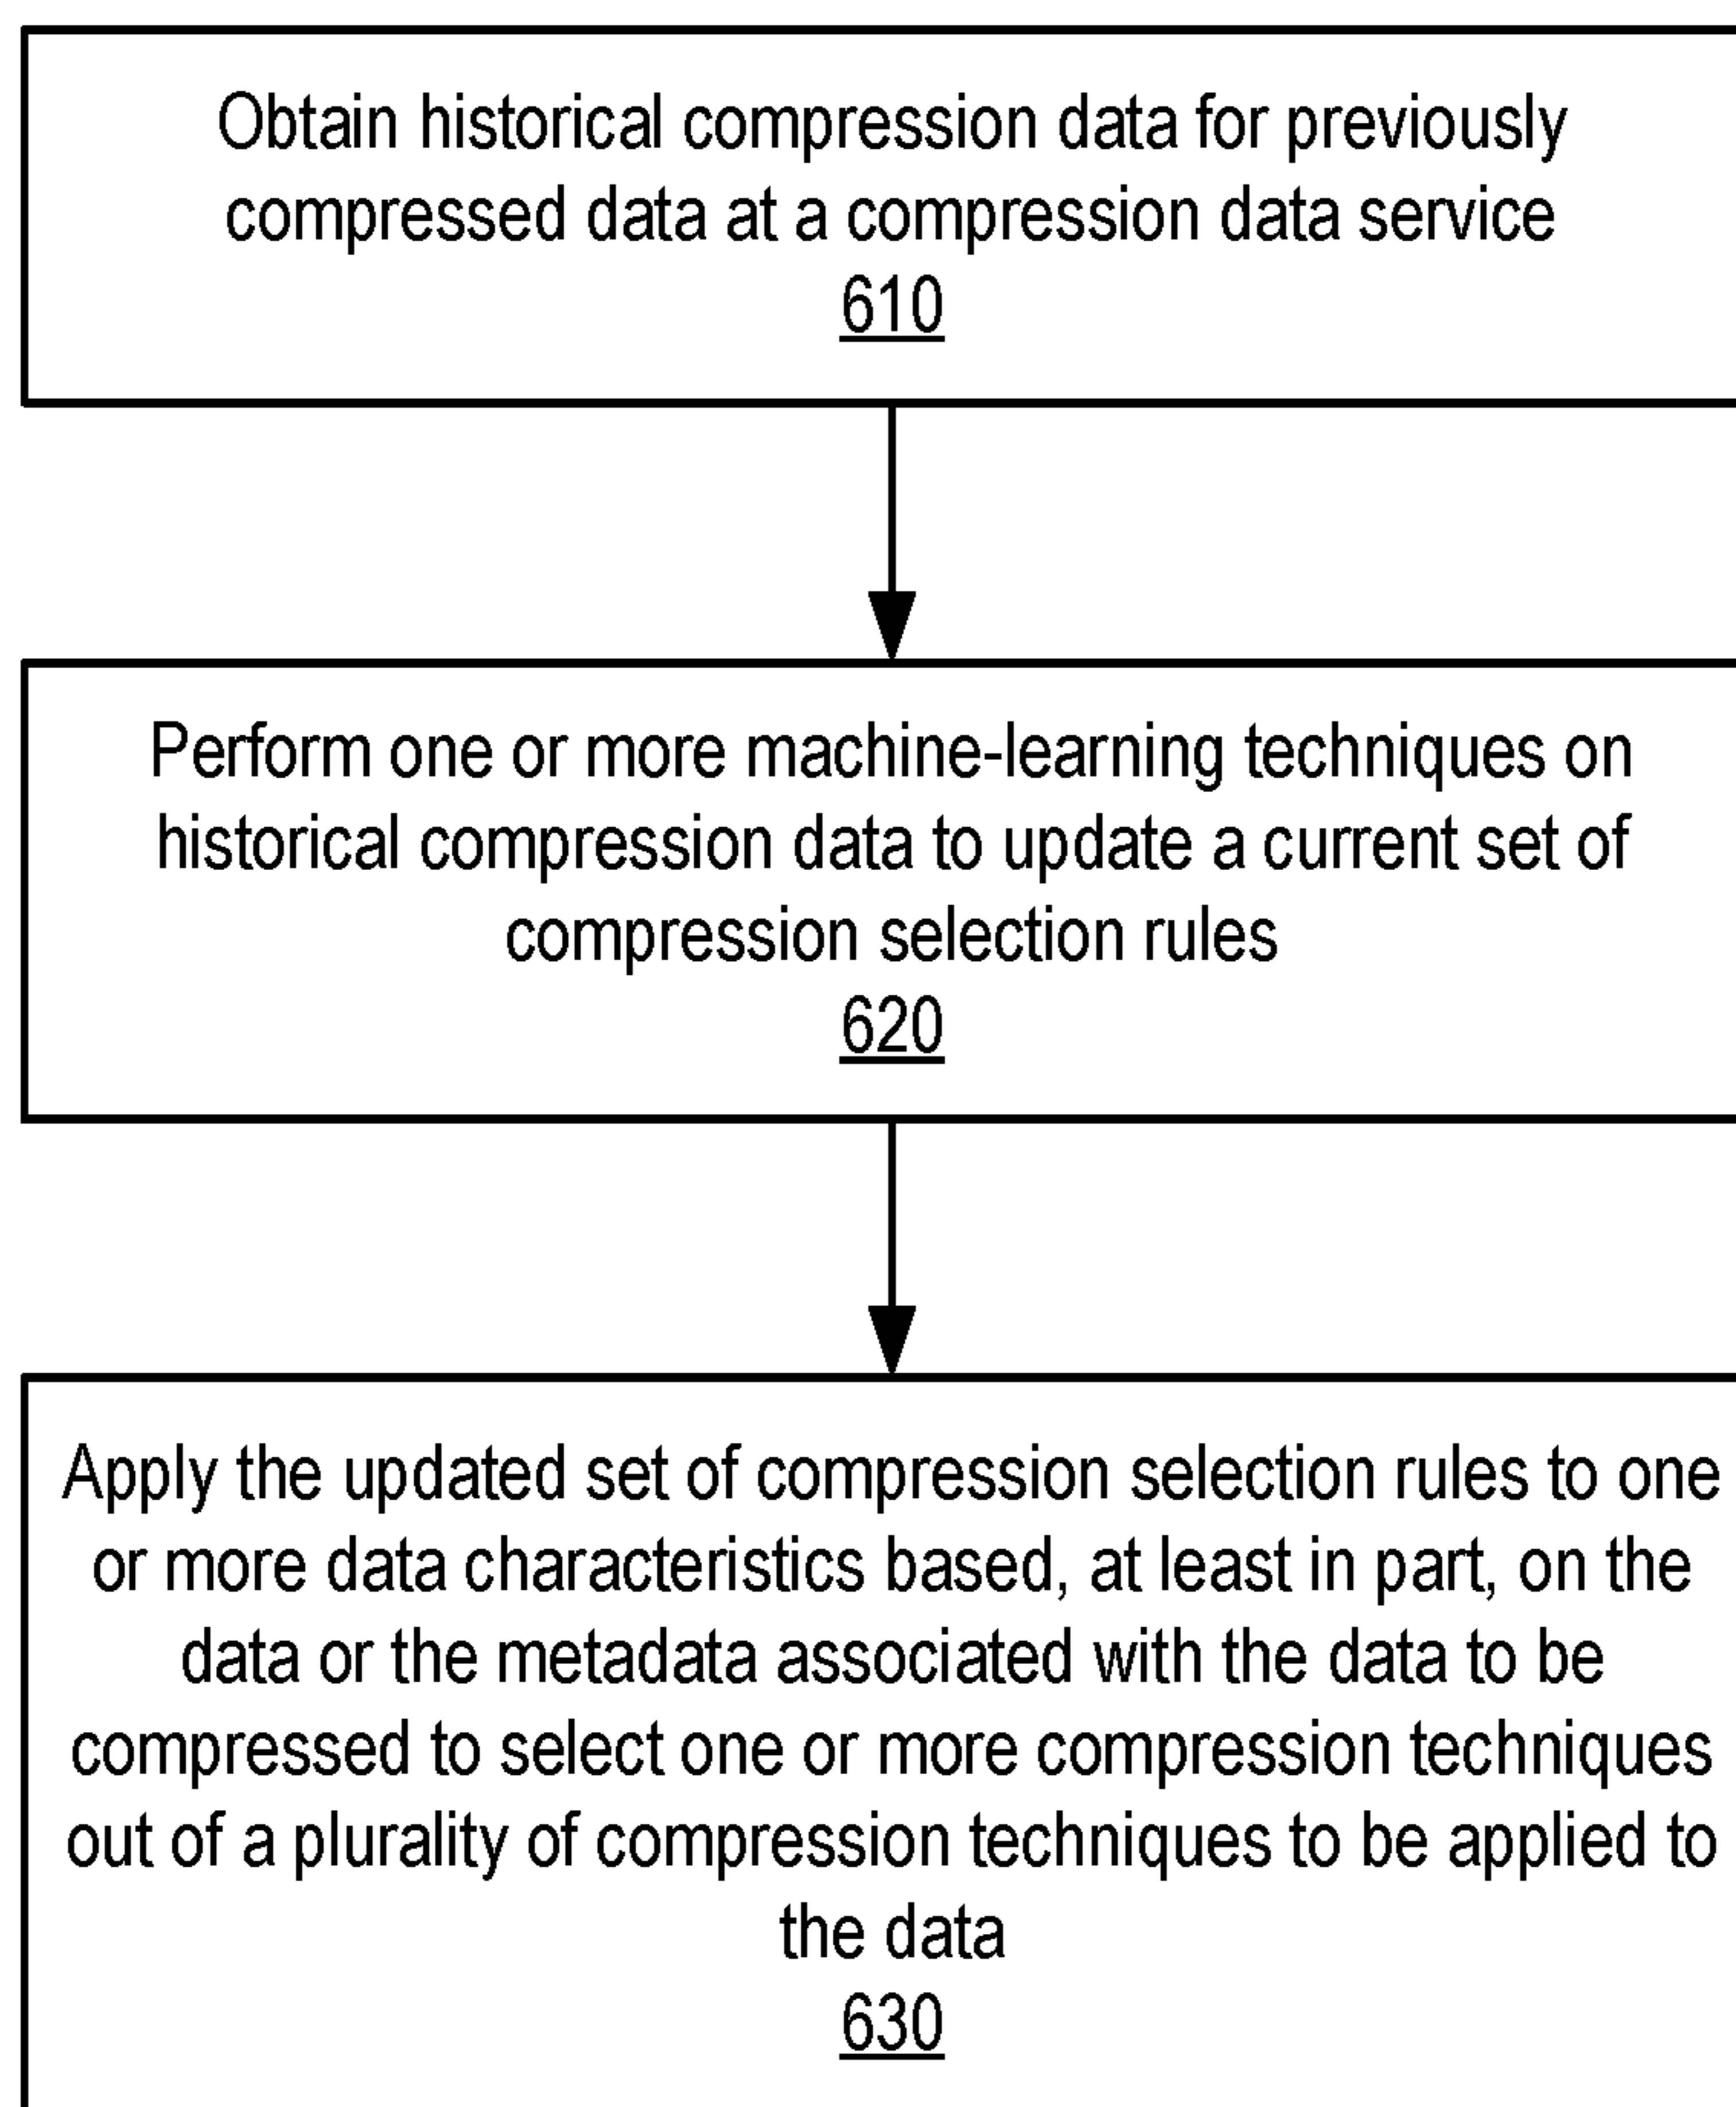 Obtain historical compression data for previously
compressed data at a compression data service
610
Perform one or more machine-learning techniques on
historical compression data to update a current set of
compression selection rules
620
Apply the updated set of compression selection rules to one
or more data characteristics based, at least in part, on the
data or the metadata associated with the data to be
compressed to select one or more compression techniques
out of a plurality of compression techniques to be applied to
the data
630